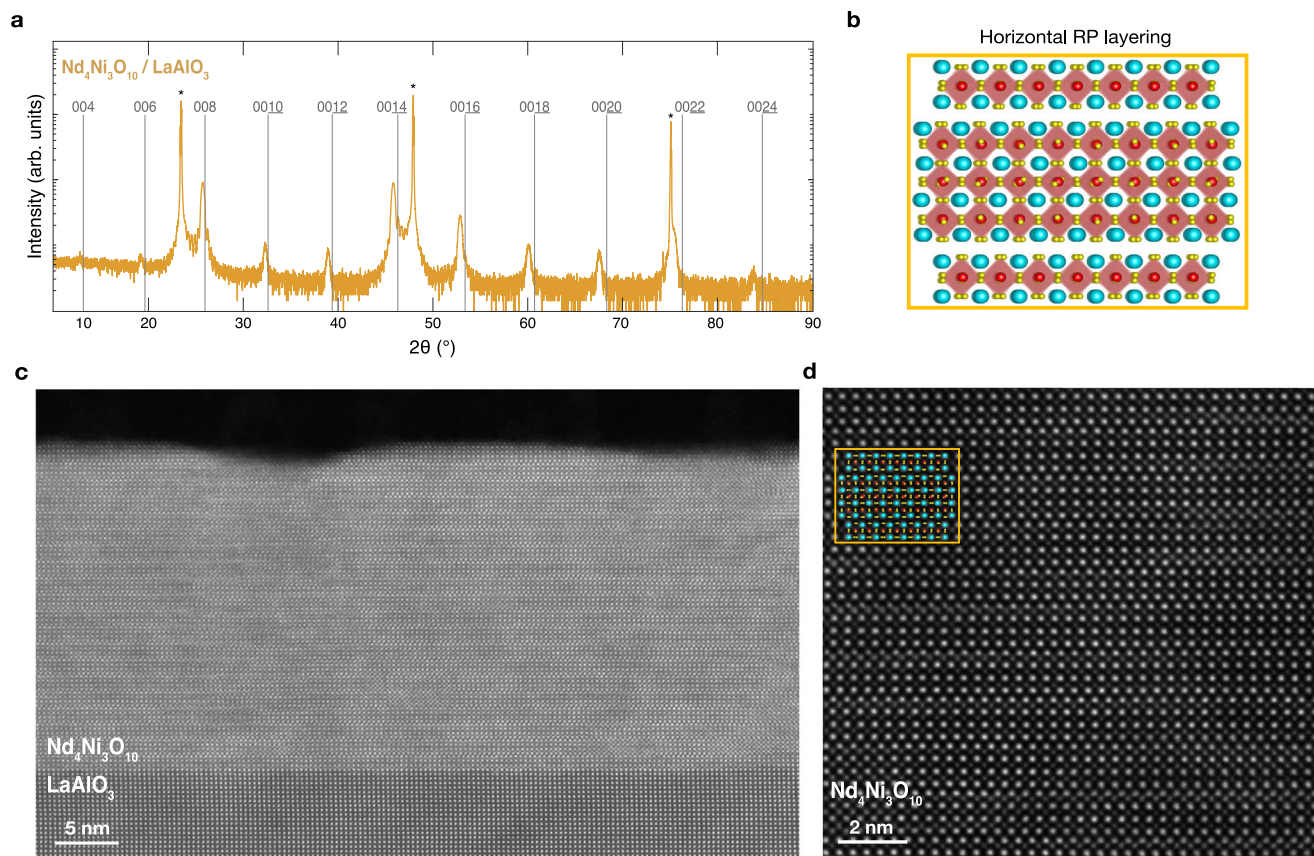 a
Nd₄Ni₃O₁₀ / LaAlO₃
* * *
004 006 008 0010 0012 0014 0016 0018 0020 0022 0024
Intensity (arb. units)
10 20 30 40 50 60 70 80 90
2θ (°)
b
Horizontal RP layering
c
Nd₄Ni₃O₁₀
LaAlO₃
5 nm
d
Nd₄Ni₃O₁₀
2 nm